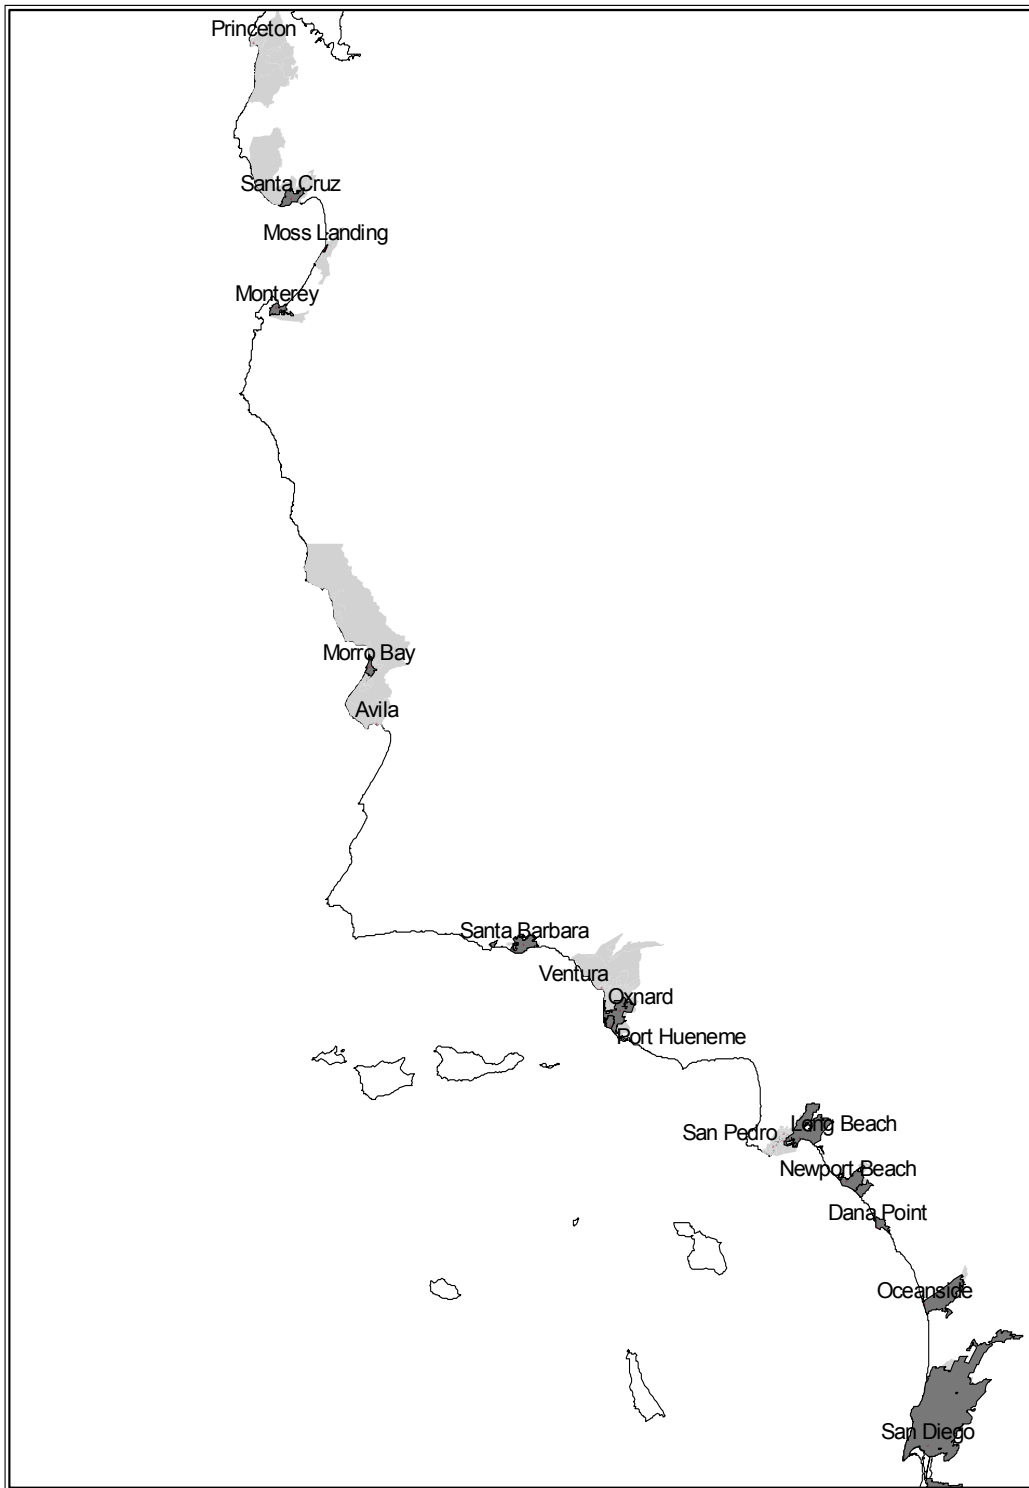 Princeton
Santa Cruz
Moss Landing
Monterey
Morro Bay
Avila
Santa Barbara
Ventura
Oxnard
Port Hueneme
Long Beach
San Pedro
Newport Beach
Dana Point
Oceanside
San Diego